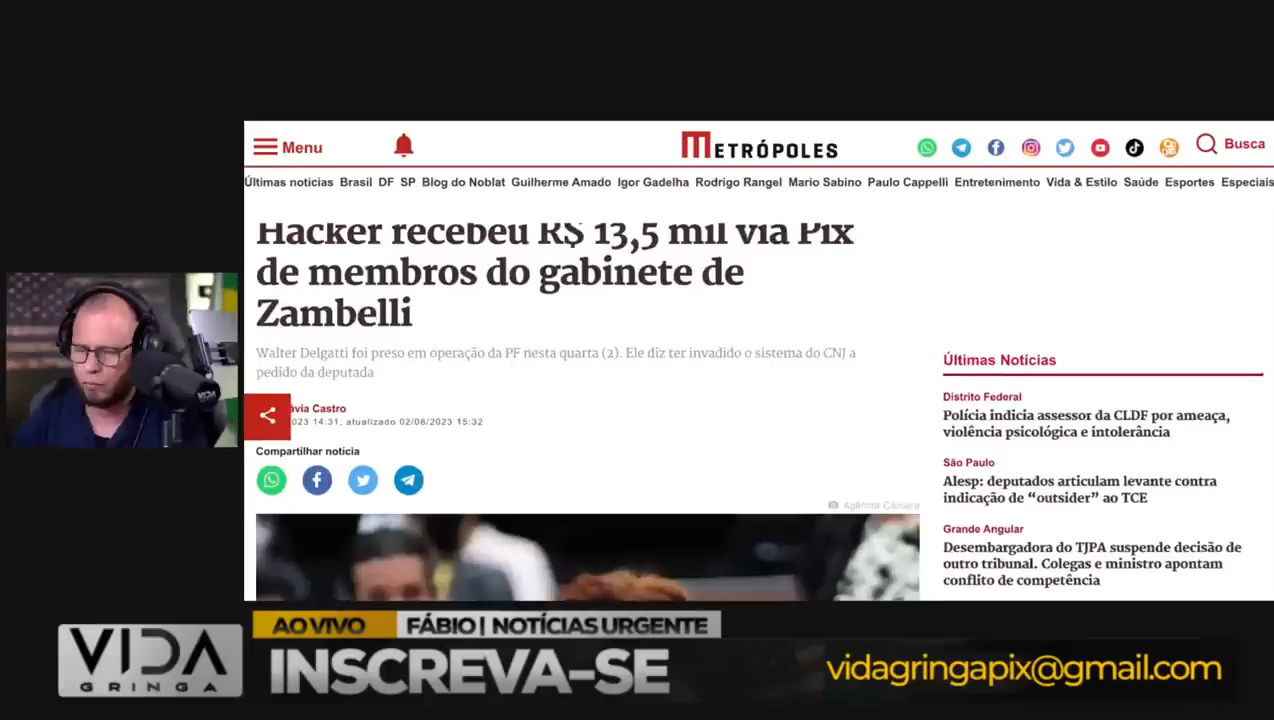 Menu
METRÓPOLES
Busca
Últimas notícias Brasil DF SP Blog do Noblat Guilherme Amado Igor Gadelha Rodrigo Rangel Mario Sabino Paulo Cappelli Entretenimento Vida & Estilo Saúde Esportes Especiais
Hacker recebeu R$ 13,5 mil via Pix
de membros do gabinete de
Zambelli
Walter Delgatti foi preso em operação da PF nesta quarta (2). Ele diz ter invadido o sistema do CNJ a
pedido da deputada
ávia Castro
023 14:31, atualizado 02/08/2023 15:32
Compartilhar notícia
Agência Câmara
Últimas Notícias
Distrito Federal
Polícia indicia assessor da CLDF por ameaça,
violência psicológica e intolerância
São Paulo
Alesp: deputados articulam levante contra
indicação de “outsider” ao TCE
Grande Angular
Desembargadora do TJPA suspende decisão de
outro tribunal. Colegas e ministro apontam
conflito de competência
VIDA
GRINGA
AO VIVO
FÁBIO | NOTÍCIAS URGENTE
INSCREVA-SE
vidagringapix@gmail.com